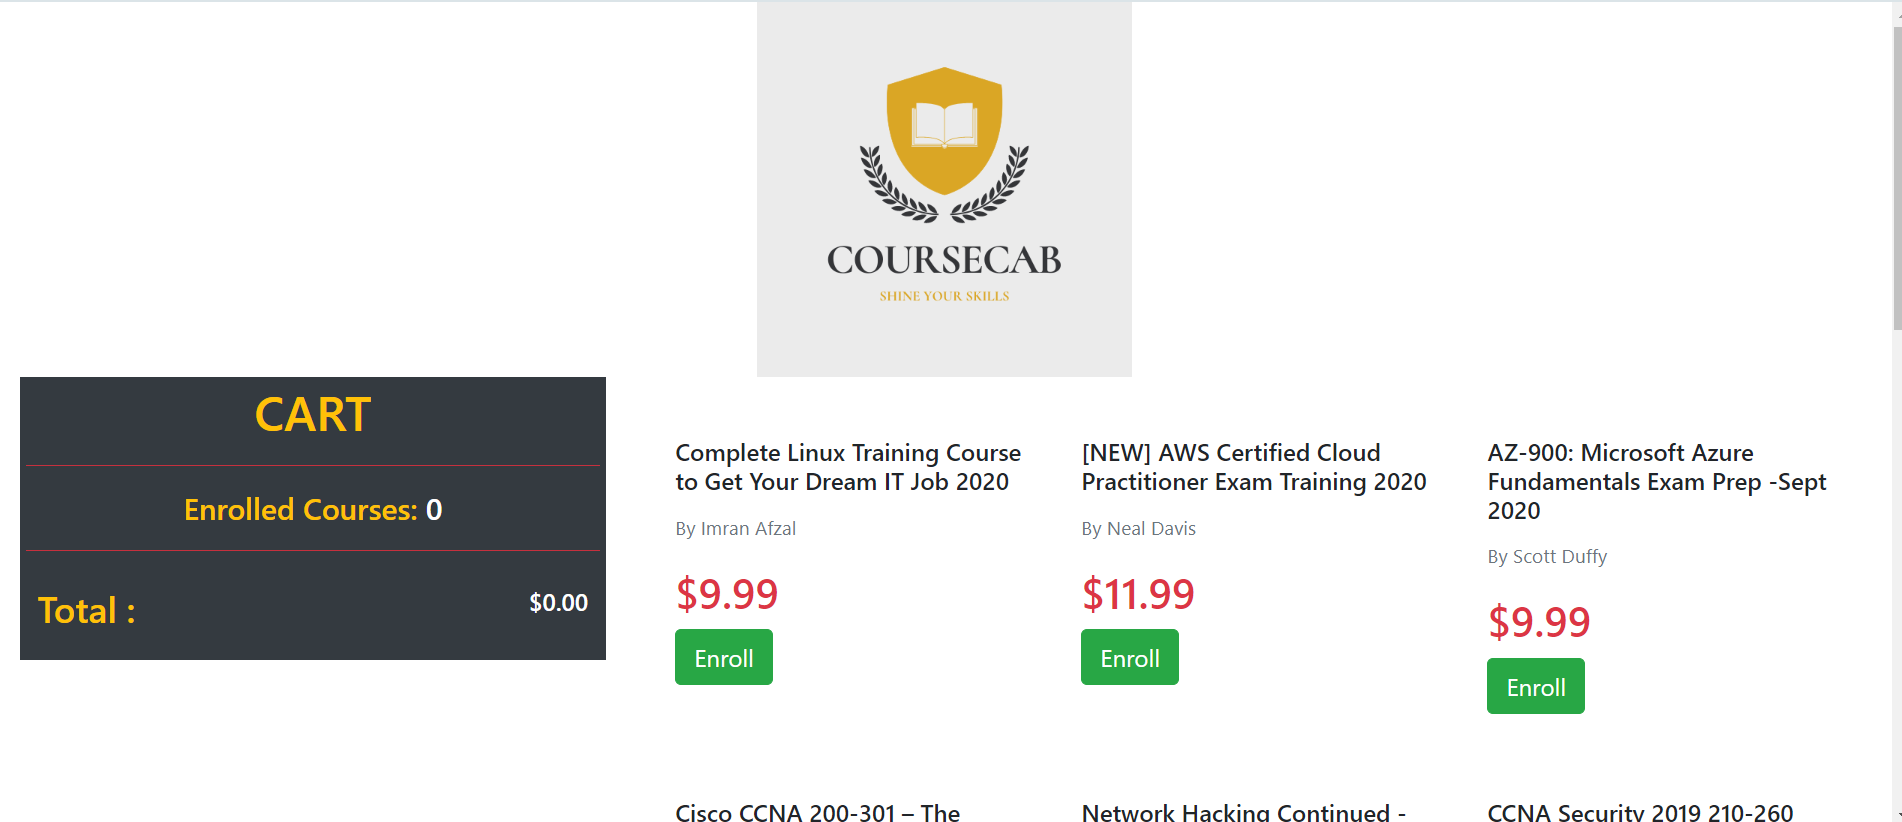 COURSECAB
SHINE YOUR SKILLS
CART
Enrolled Courses: 0
Total :
$0.00
Complete Linux Training Course
to Get Your Dream IT Job 2020
By Imran Afzal
$9.99
Enroll
[NEW] AWS Certified Cloud
Practitioner Exam Training 2020
By Neal Davis
$11.99
Enroll
AZ-900: Microsoft Azure
Fundamentals Exam Prep -Sept
2020
By Scott Duffy
$9.99
Enroll
Cisco CCNA 200-301 – The
Network Hacking Continued -
CCNA Security 2019 210-260